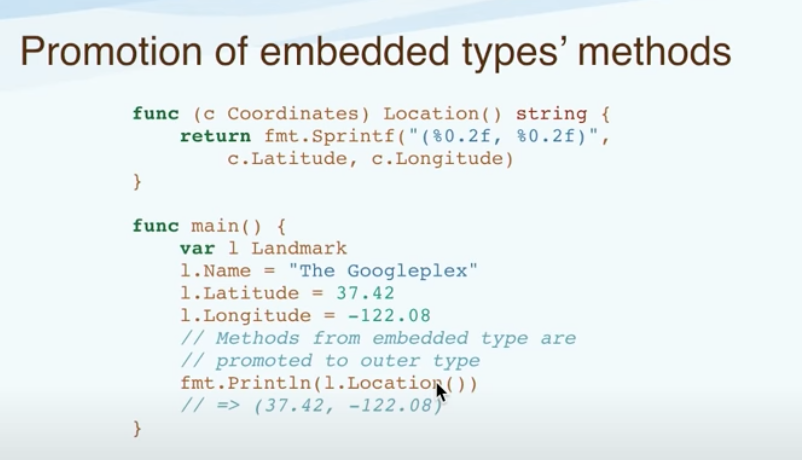 Promotion of embedded types’ methods
func (c Coordinates) Location() string {
    return fmt.Sprintf("(%0.2f, %0.2f)",
        c.Latitude, c.Longitude)
}
func main() {
    var l Landmark
    l.Name = "The Googleplex"
    l.Latitude = 37.42
    l.Longitude = -122.08
    // Methods from embedded type are
    // promoted to outer type
    fmt.Println(l.Location())
    // => (37.42, -122.08)
}